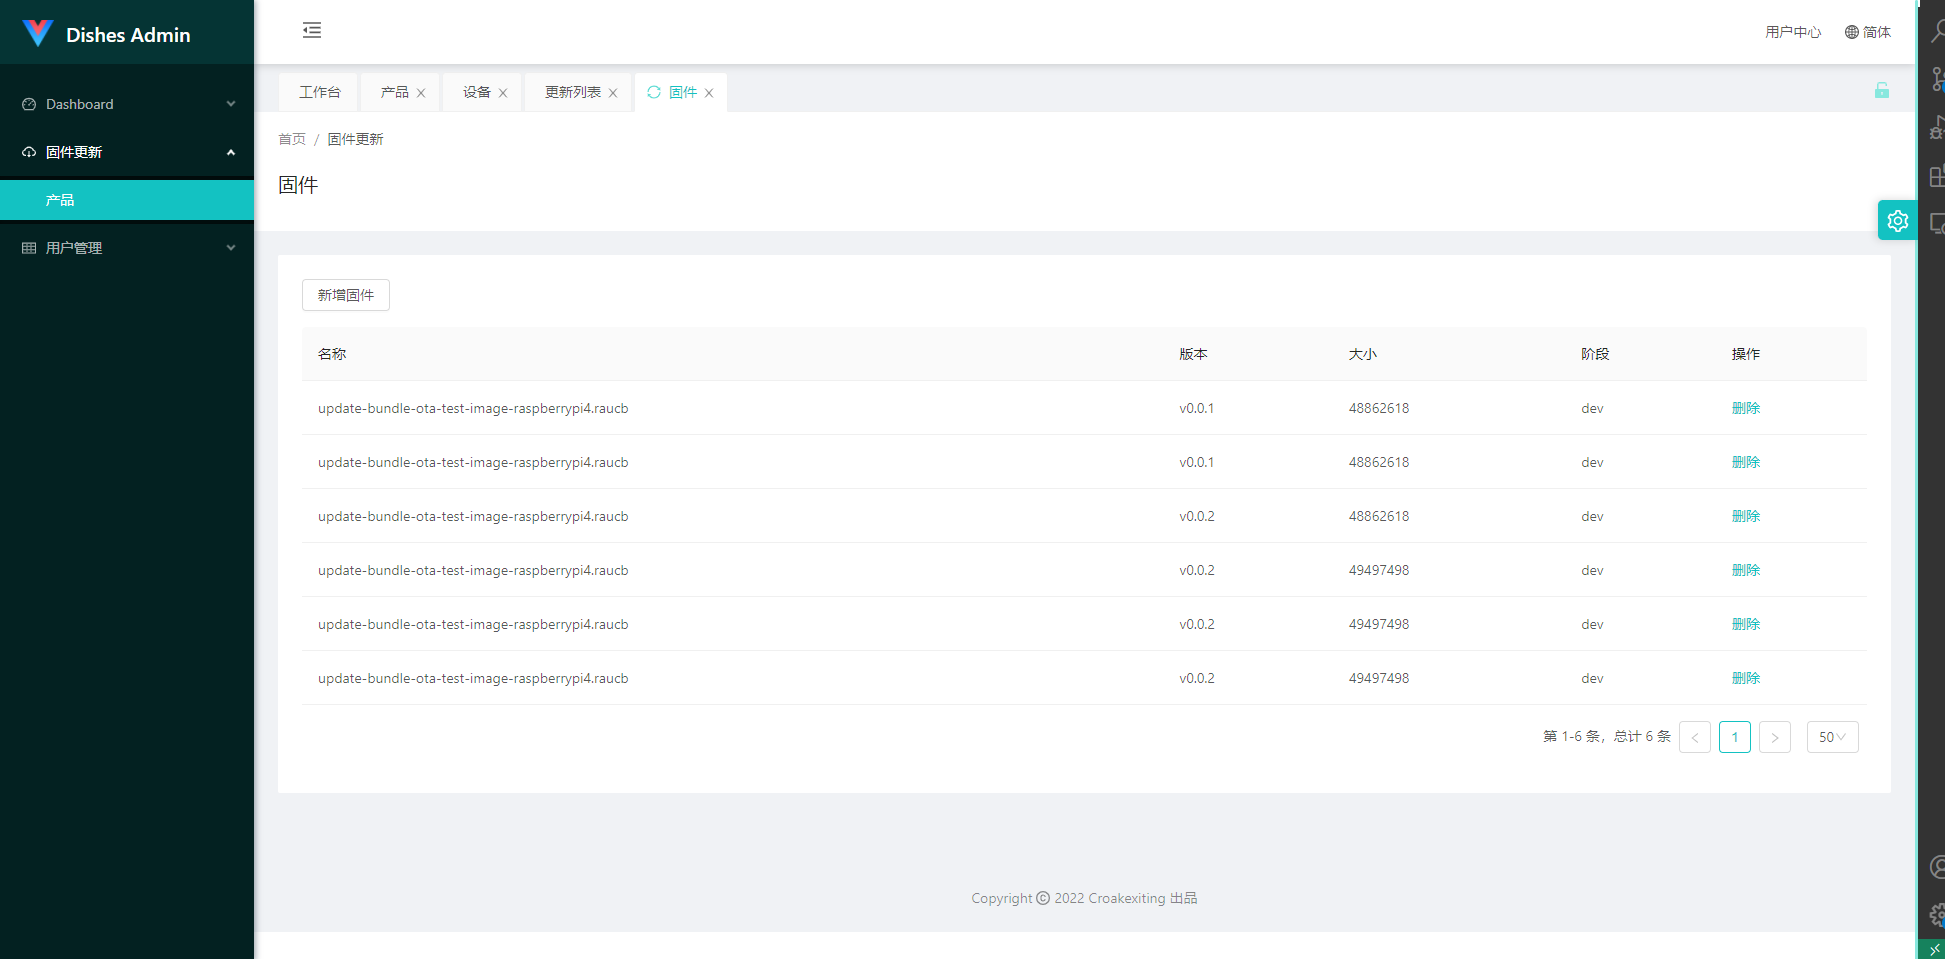 Dishes Admin
用户中心
简体
Dashboard
固件更新
产品
用户管理
工作台
产品
设备
更新列表
固件
首页 / 固件更新
固件
新增固件
名称 版本 大小 阶段 操作
update-bundle-ota-test-image-raspberrypi4.raucb v0.0.1 48862618 dev 删除
update-bundle-ota-test-image-raspberrypi4.raucb v0.0.1 48862618 dev 删除
update-bundle-ota-test-image-raspberrypi4.raucb v0.0.2 48862618 dev 删除
update-bundle-ota-test-image-raspberrypi4.raucb v0.0.2 49497498 dev 删除
update-bundle-ota-test-image-raspberrypi4.raucb v0.0.2 49497498 dev 删除
update-bundle-ota-test-image-raspberrypi4.raucb v0.0.2 49497498 dev 删除
第 1-6 条，总计 6 条 < 1 > 50
Copyright © 2022 Croakexiting 出品